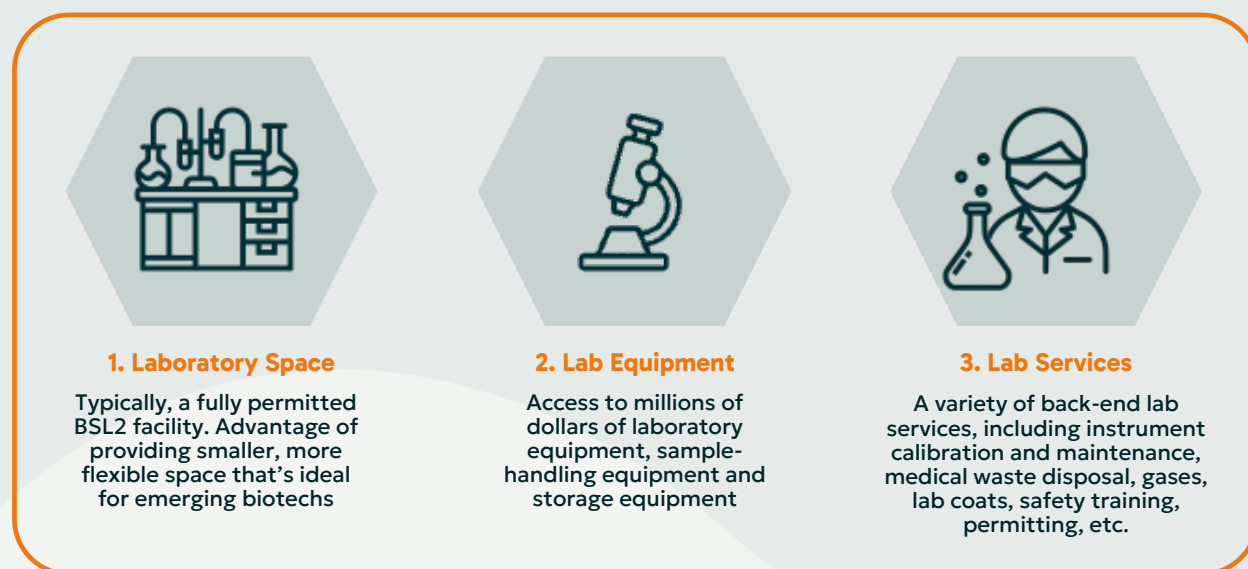 1. Laboratory Space
Typically, a fully permitted
BSL2 facility. Advantage of
providing smaller, more
flexible space that's ideal
for emerging biotechs
2. Lab Equipment
Access to millions of
dollars of laboratory
equipment, sample-
handling equipment and
storage equipment
3. Lab Services
A variety of back-end lab
services, including instrument
calibration and maintenance,
medical waste disposal, gases,
lab coats, safety training,
permitting, etc.